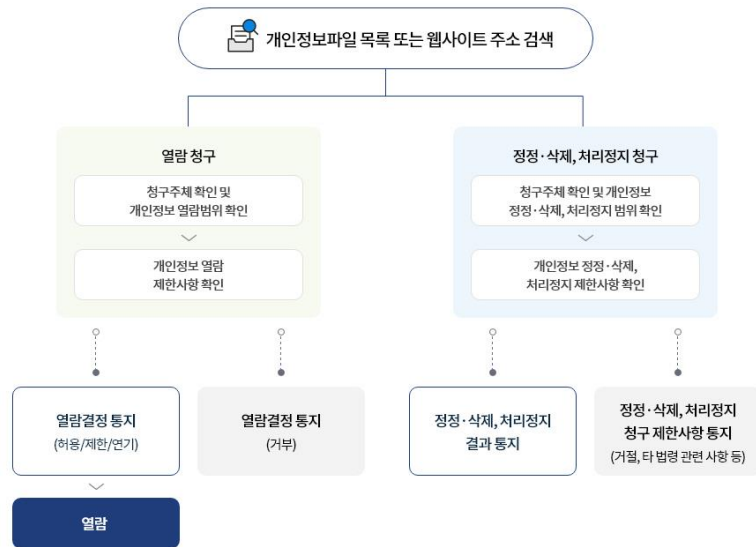 개인정보파일 목록 또는 웹사이트 주소 검색
열람 청구
청구주체 확인 및
개인정보 열람범위 확인
개인정보 열람
제한사항 확인
정정·삭제, 처리정지 청구
청구주체 확인 및 개인정보
정정·삭제, 처리정지 범위 확인
개인정보 정정·삭제,
처리정지 제한사항 확인
열람결정 통지
(허용/제한/연기)
열람
열람결정 통지
(거부)
정정·삭제, 처리정지
결과 통지
정정·삭제, 처리정지
청구 제한사항 통지
(거절, 타 법령 관련 사항 등)